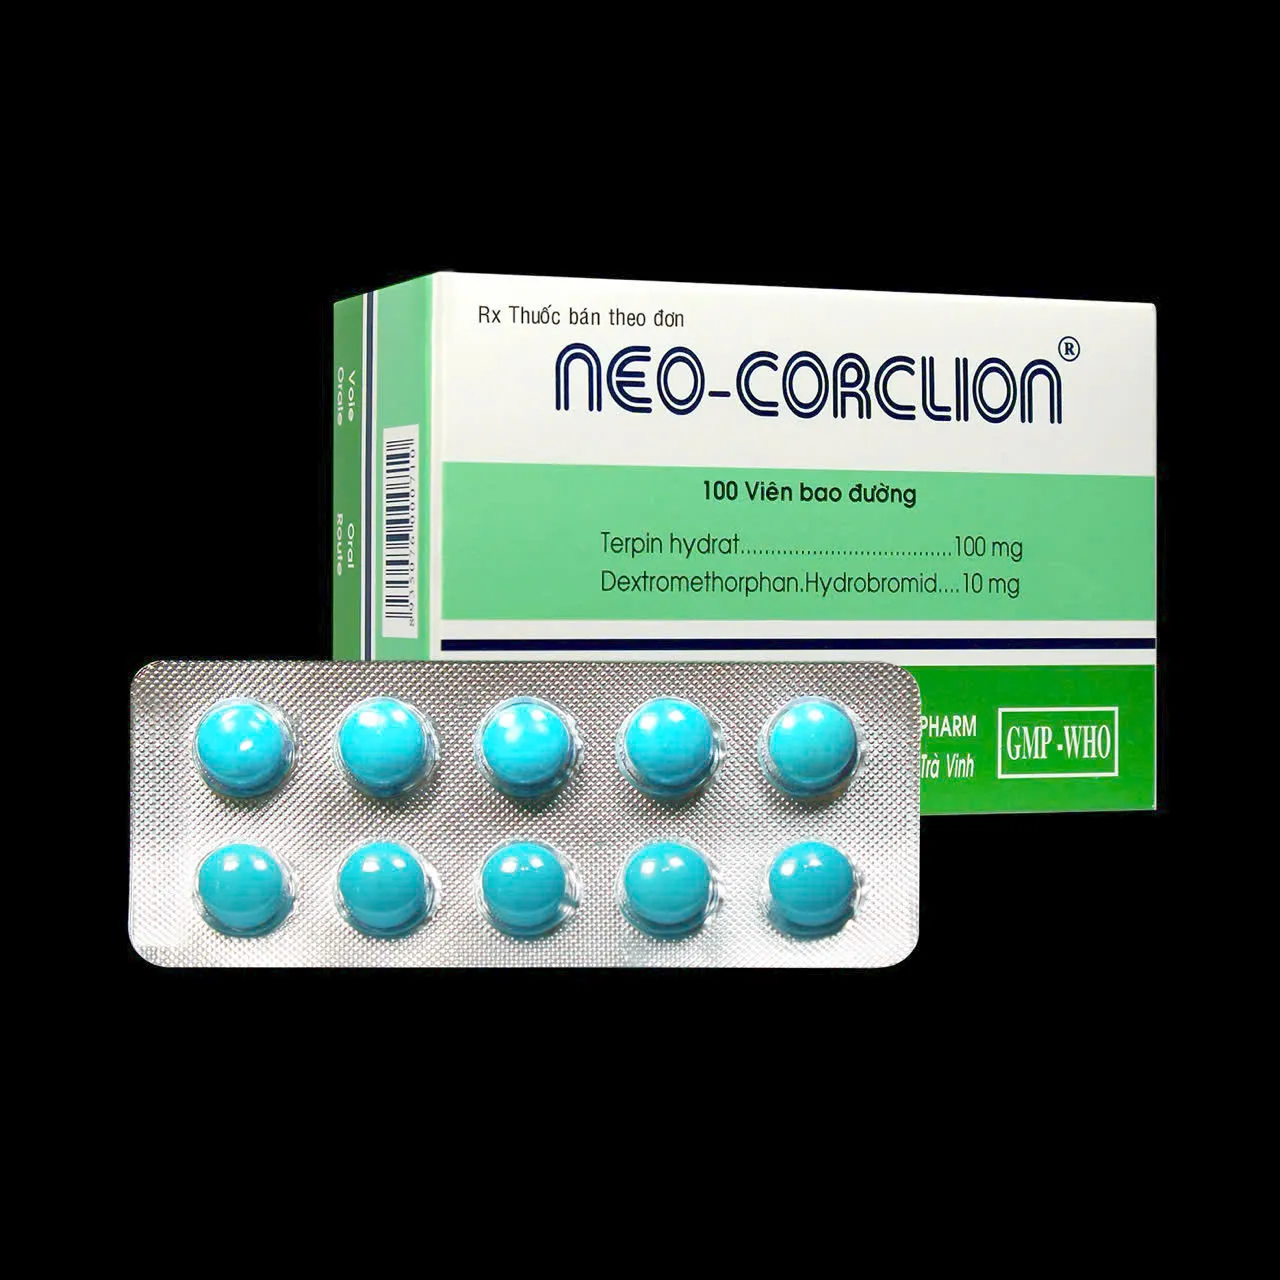 Rx Thuốc bán theo đơn
NEO-CORCLION®
100 Viên bao đường
Terpin hydrat...................................100 mg
Dextromethorphan.Hydrobromid....10 mg
PHARM
Trà Vinh
GMP-WHO
Voie
Orale
Oral
Route